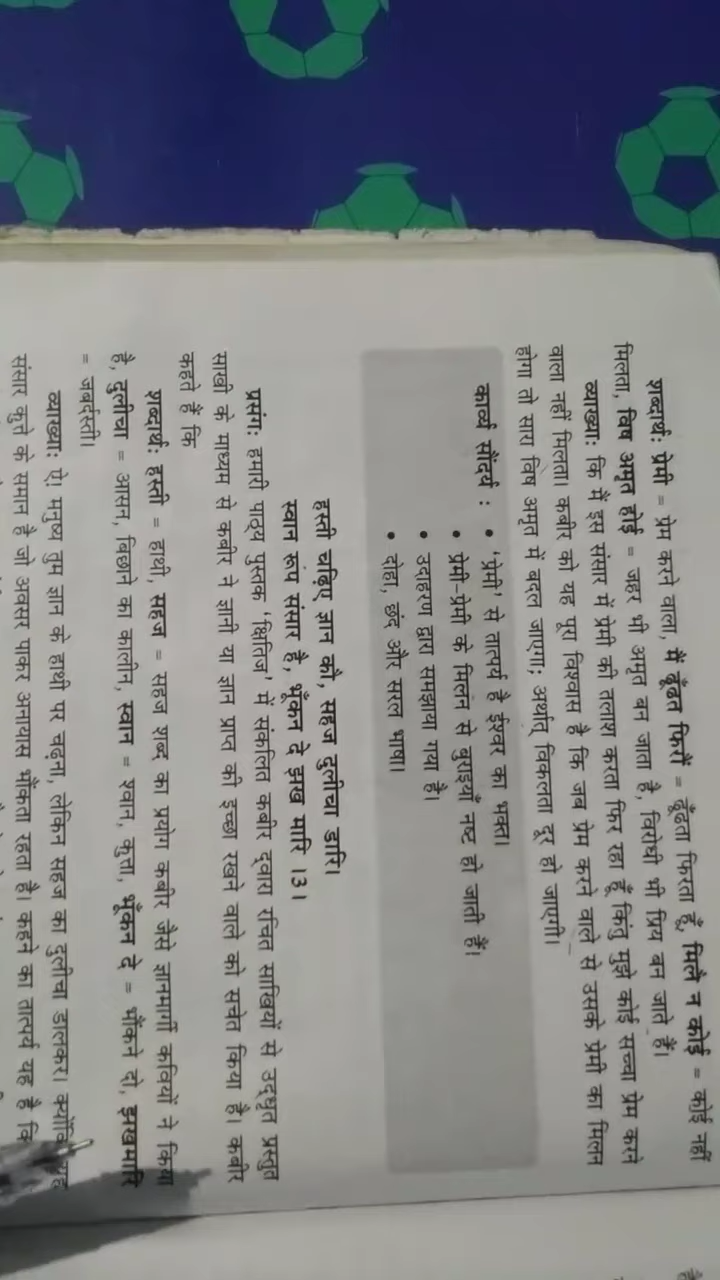 शब्दार्थ: प्रेमी = प्रेम करने वाला, मैं ढूँढत फिरौं = ढूँढता फिरता हूँ, मिलै न कोई = कोई नहीं
मिलता, विष अमृत होई = जहर भी अमृत बन जाता है, विरोधी भी प्रिय बन जाते हैं।
व्याख्या: कि मैं इस संसार में प्रेमी की तलाश करता फिर रहा हूँ किंतु मुझे कोई सच्चा प्रेम करने
वाला नहीं मिलता। कबीर को यह पूरा विश्वास है कि जब प्रेम करने वाले से उसके प्रेमी का मिलन
होगा तो सारा विष अमृत में बदल जाएगा; अर्थात् विकलता दूर हो जाएगी।
काव्य सौंदर्य : • ‘प्रेमी’ से तात्पर्य है ईश्वर का भक्त।
• प्रेमी-प्रेमी के मिलन से बुराइयाँ नष्ट हो जाती हैं।
• उदाहरण द्वारा समझाया गया है।
• दोहा, छंद और सरल भाषा।
हस्ती चढ़िए ज्ञान कौ, सहज दुलीचा डारि।
स्वान रूप संसार है, भूँकन दे झख मारि ।3।
प्रसंग: हमारी पाठ्य पुस्तक ‘क्षितिज’ में संकलित कबीर द्वारा रचित साखियों से उद्धृत प्रस्तुत
साखी के माध्यम से कबीर ने ज्ञानी या ज्ञान प्राप्त की इच्छा रखने वाले को सचेत किया है। कबीर
कहते हैं कि
शब्दार्थ: हस्ती = हाथी, सहज = सहज शब्द का प्रयोग कबीर जैसे ज्ञानमार्गी कवियों ने किया
है, दुलीचा = आसन, बिछाने का कालीन, स्वान = श्वान, कुत्ता, भूँकन दे = भौंकने दो, झखमारि
= जबर्दस्ती।
व्याख्या: ऐ! मनुष्य तुम ज्ञान के हाथी पर चढ़ना, लेकिन सहज का दुलीचा डालकर। क्योंकि यह
संसार कुत्ते के समान है जो अवसर पाकर अनायास भौंकता रहता है। कहने का तात्पर्य यह है कि